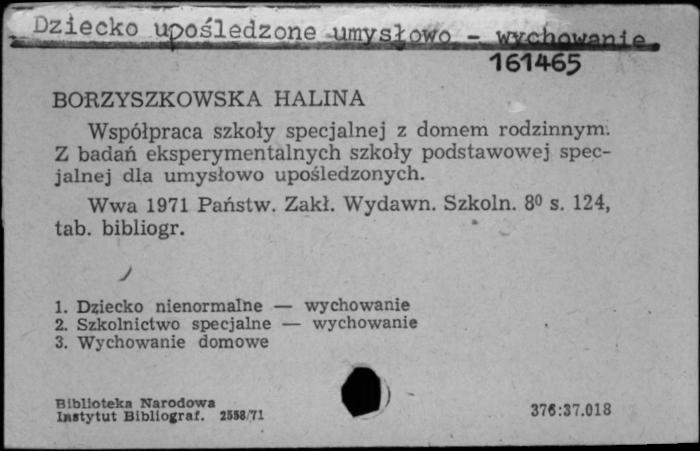 Dziecko upośledzone umysłowo - wychowanie
161465
BORZYSZKOWSKA HALINA
Współpraca szkoły specjalnej z domem rodzinnym.
Z badań eksperymentalnych szkoły podstawowej spec-
jalnej dla umysłowo upośledzonych.
Wwa 1971 Państw. Zakł. Wydawn. Szkoln. 8⁰ s. 124,
tab. bibliogr.
1. Dziecko nienormalne — wychowanie
2. Szkolnictwo specjalne — wychowanie
3. Wychowanie domowe
Biblioteka Narodowa
Instytut Bibliograf. 2558/71
376:37.018